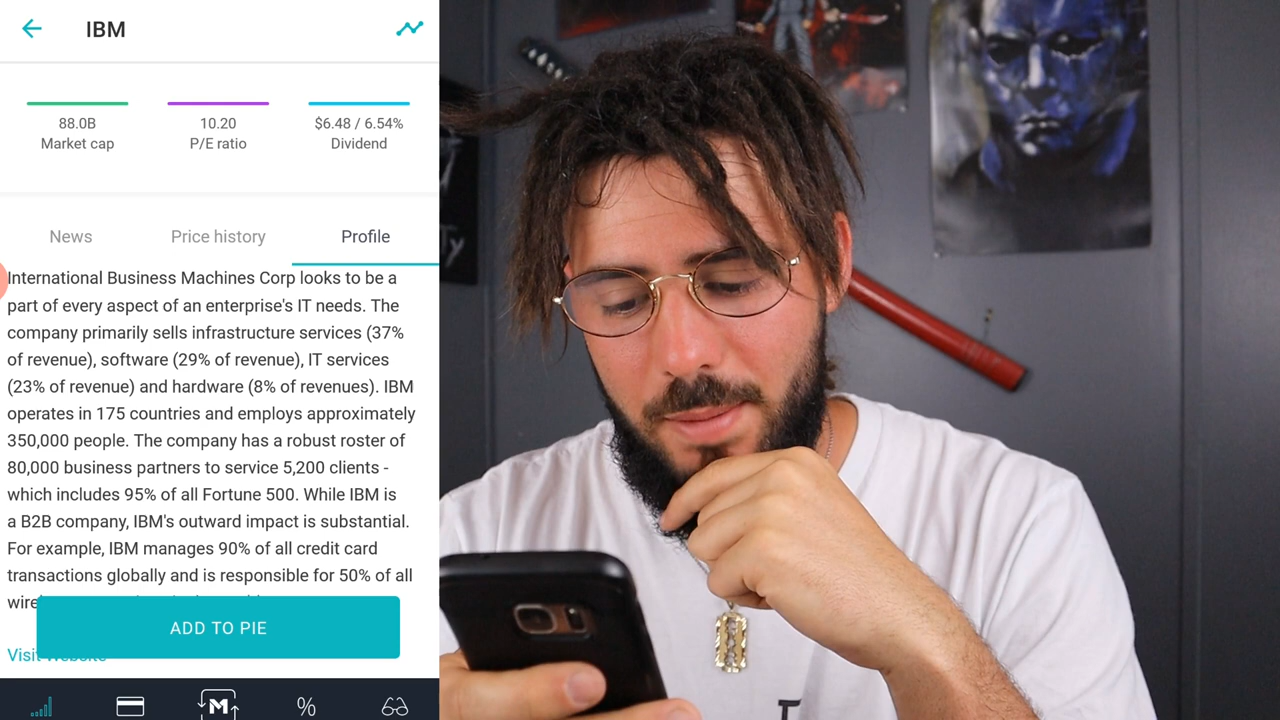 IBM
88.0B
Market cap
10.20
P/E ratio
$6.48 / 6.54%
Dividend
News
Price history
Profile
International Business Machines Corp looks to be a
part of every aspect of an enterprise's IT needs. The
company primarily sells infrastructure services (37%
of revenue), software (29% of revenue), IT services
(23% of revenue) and hardware (8% of revenues). IBM
operates in 175 countries and employs approximately
350,000 people. The company has a robust roster of
80,000 business partners to service 5,200 clients -
which includes 95% of all Fortune 500. While IBM is
a B2B company, IBM's outward impact is substantial.
For example, IBM manages 90% of all credit card
transactions globally and is responsible for 50% of all
ADD TO PIE
Visit Website
M
%